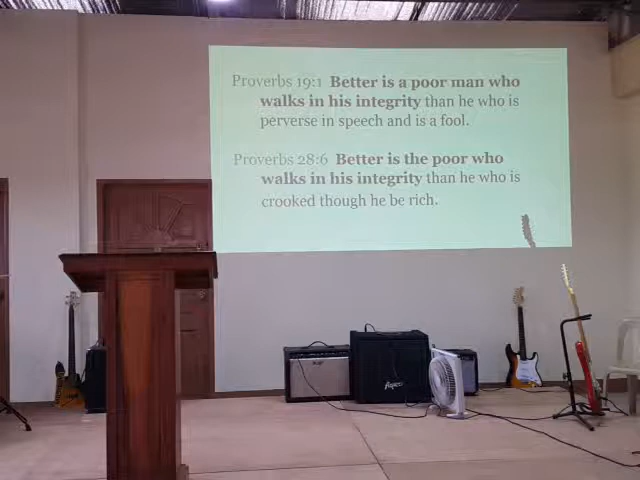 Proverbs 19:1 Better is a poor man who
walks in his integrity than he who is
perverse in speech and is a fool.
Proverbs 28:6 Better is the poor who
walks in his integrity than he who is
crooked though he be rich.